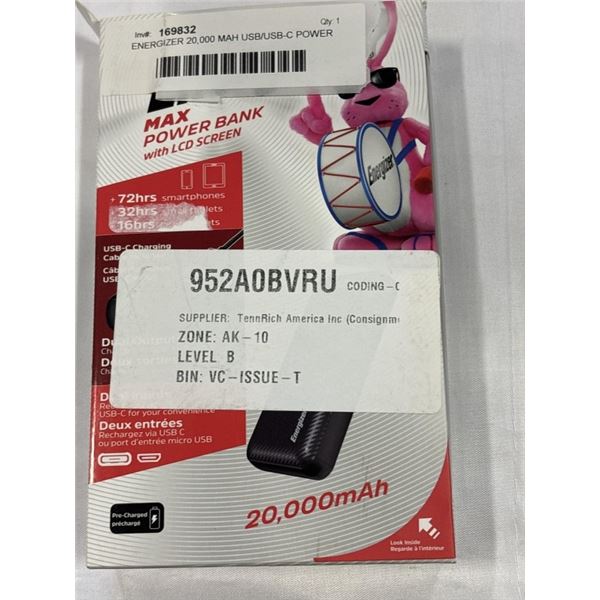 Inv#: 169832 Qty: 1
ENERGIZER 20,000 MAH USB/USB-C POWER
MAX
POWER BANK
with LCD SCREEN
Energizer
+ 72hrs smartphones
32hrs tablets
+ 16hrs
USB-C Charging
952A0BVRU CODING-
SUPPLIER: TennRich America Inc (Consignm
ZONE: AK-10
LEVEL B
BIN: VC-ISSUE-T
USB-C for your convenience
Deux entrées
Rechargez via USB C
ou port d'entrée micro USB
Energizer
20,000mAh
Pre-Charged
préchargé
Look Inside
Regarde à l'intérieur